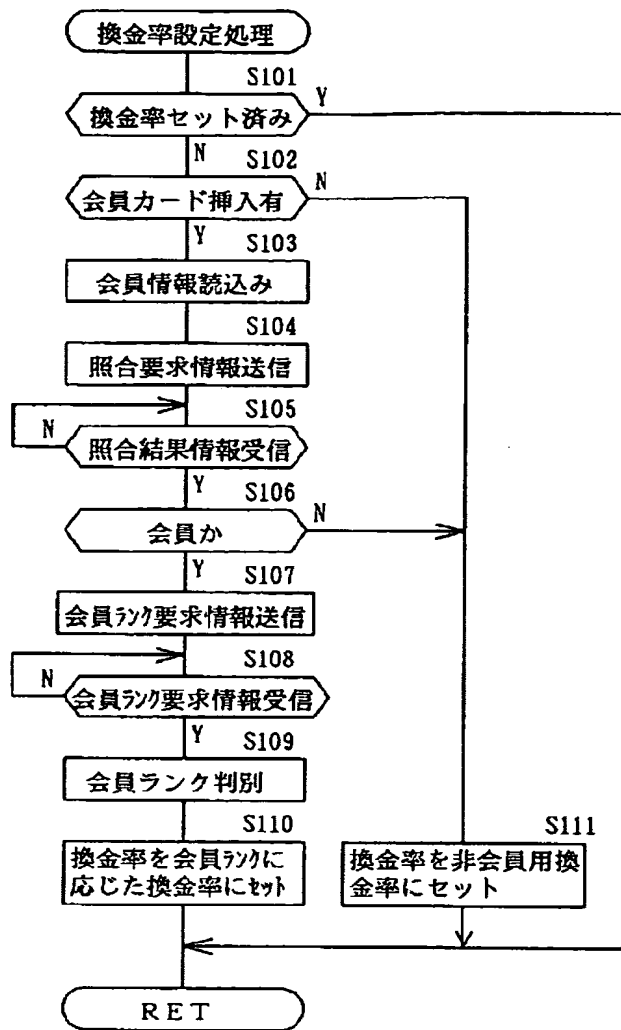 換金率設定処理
S101
換金率セット済み
Y
N
S102
会員カード挿入有
N
Y
S103
会員情報読込み
S104
照合要求情報送信
S105
N
照合結果情報受信
Y
S106
会員か
N
Y
S107
会員ランク要求情報送信
S108
N
会員ランク要求情報受信
Y
S109
会員ランク判別
S110
換金率を会員ランクに
応じた換金率にセット
S111
換金率を非会員用換
金率にセット
RET